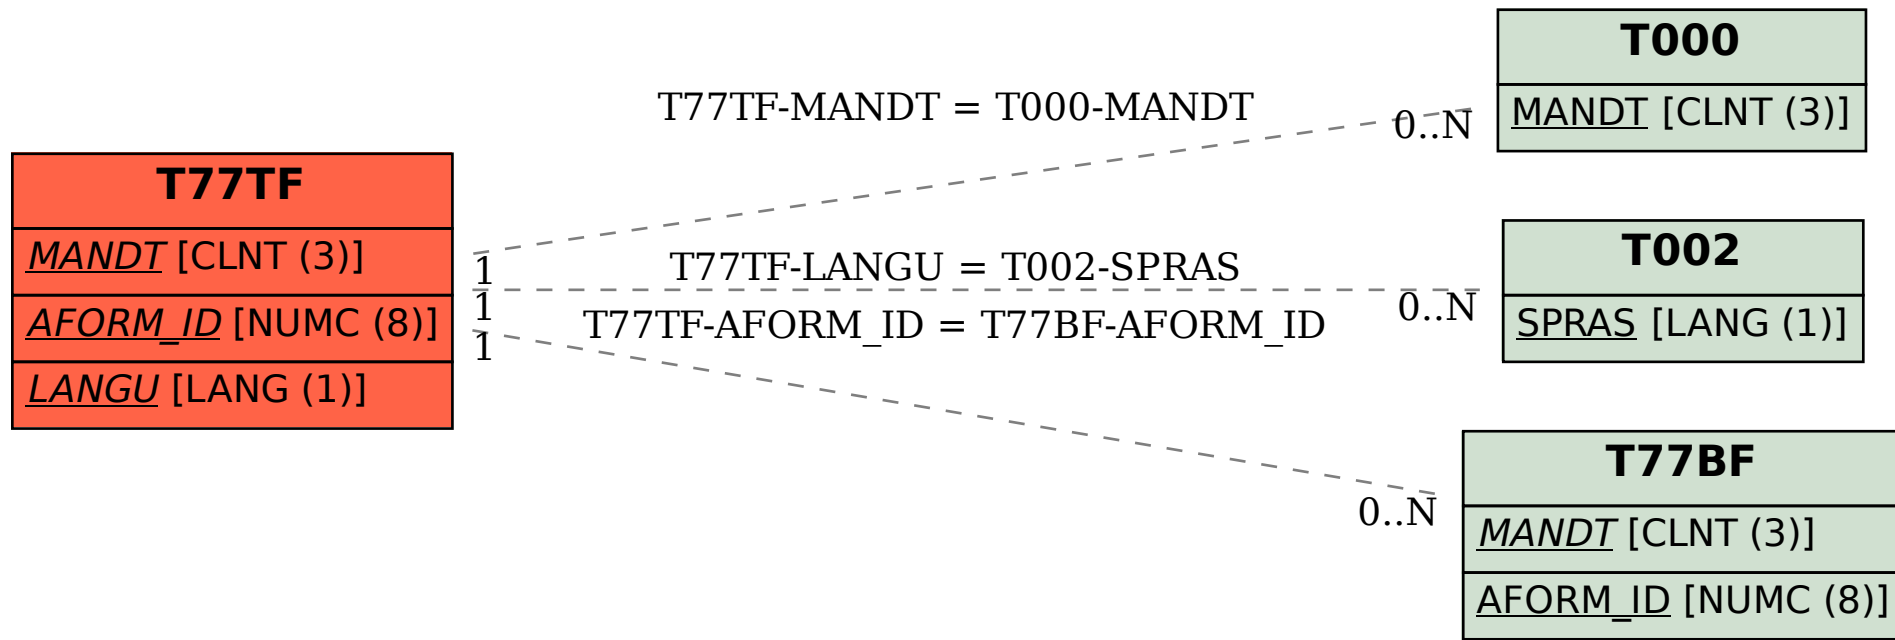 T77TF
MANDT [CLNT (3)]
AFORM_ID [NUMC (8)]
LANGU [LANG (1)]
T77TF-MANDT = T000-MANDT
1
0..N
T77TF-LANGU = T002-SPRAS
1
0..N
T77TF-AFORM_ID = T77BF-AFORM_ID
1
0..N
T000
MANDT [CLNT (3)]
T002
SPRAS [LANG (1)]
T77BF
MANDT [CLNT (3)]
AFORM_ID [NUMC (8)]